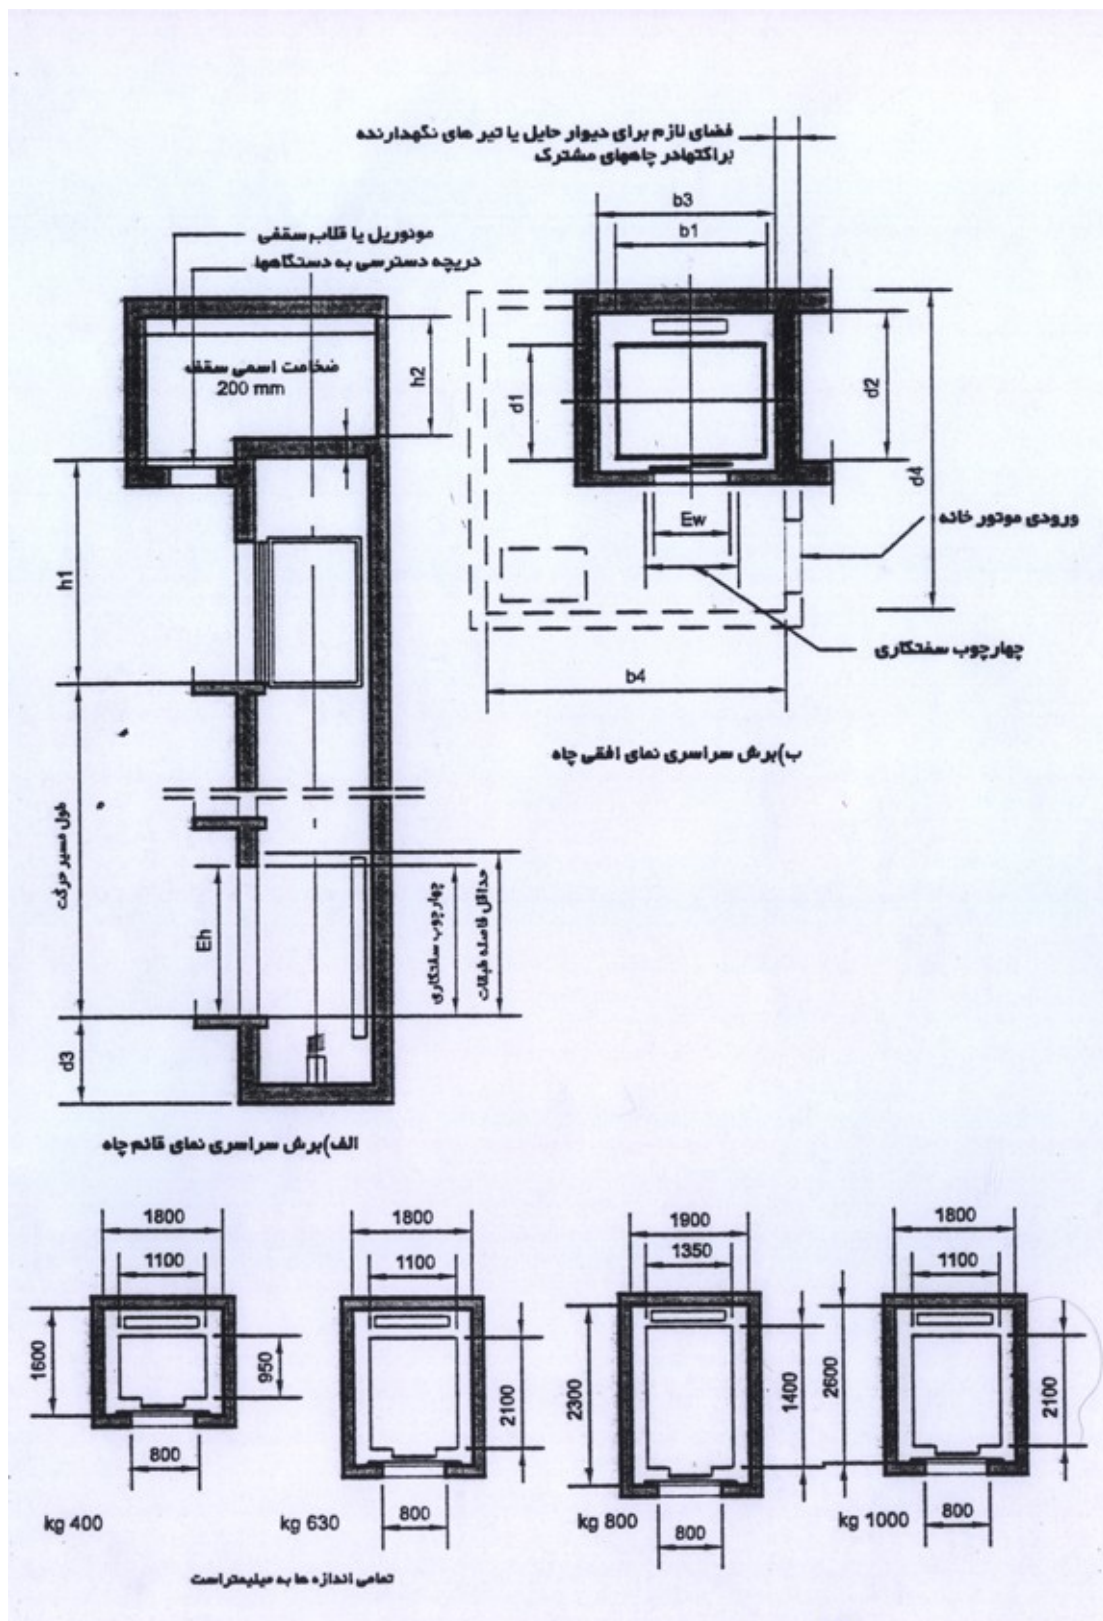 فضای لازم برای دیوار حایل یا تیر های نگهدارنده
براکتهادر چاههای مشترک
b3
b1
مونوریل یا قلاب سقفی
دریچه دسترسی به دستگاهها
ضخامت اسمی سقف
200 mm
h2
d1
d2
d4
Ew
ورودی موتور خانه
چهارچوب سفتکاری
b4
ب)برش سراسری نمای افقی چاه
h1
طول مسیر حرکت
Eh
چهارچوب سفتکاری
حداقل فاصله طبقات
d3
الف)برش سراسری نمای قائم چاه
1800
1100
1600
950
800
kg 400
1800
1100
2100
800
kg 630
1900
1350
2300
1400
800
kg 800
1800
1100
2600
2100
800
kg 1000
تمامی اندازه ها به میلیمتراست